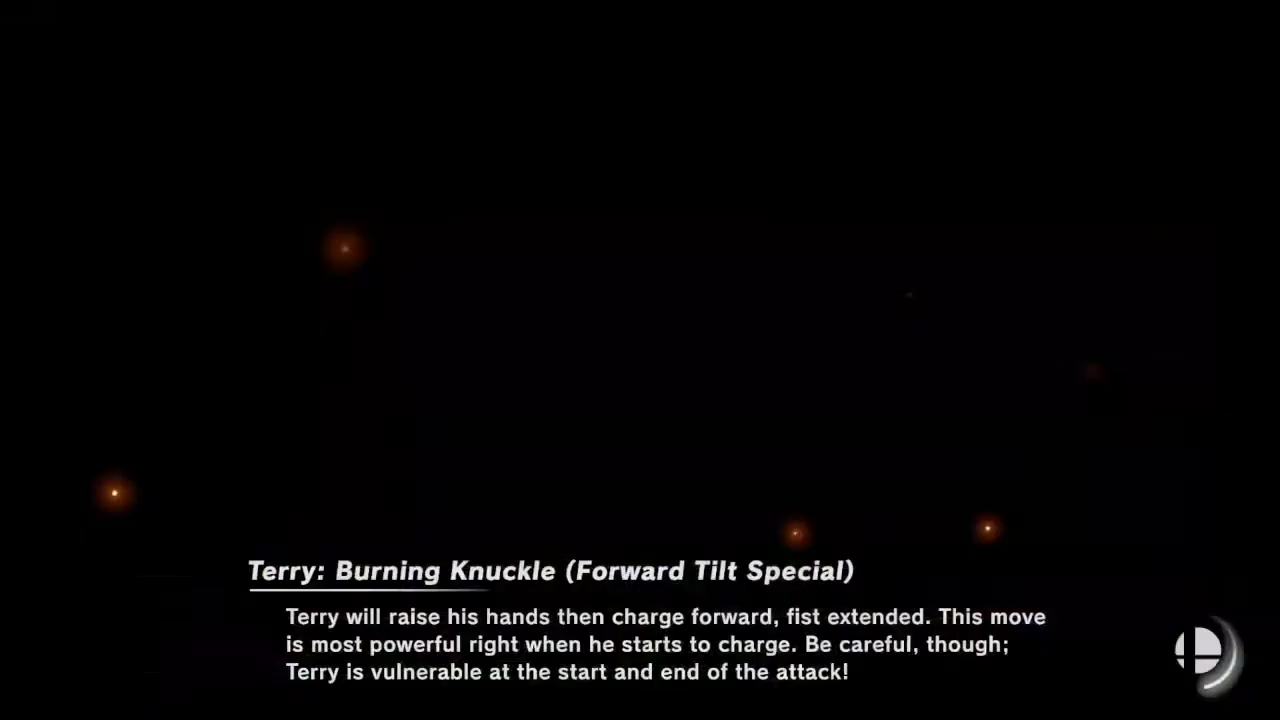 Terry: Burning Knuckle (Forward Tilt Special)
Terry will raise his hands then charge forward, fist extended. This move
is most powerful right when he starts to charge. Be careful, though;
Terry is vulnerable at the start and end of the attack!